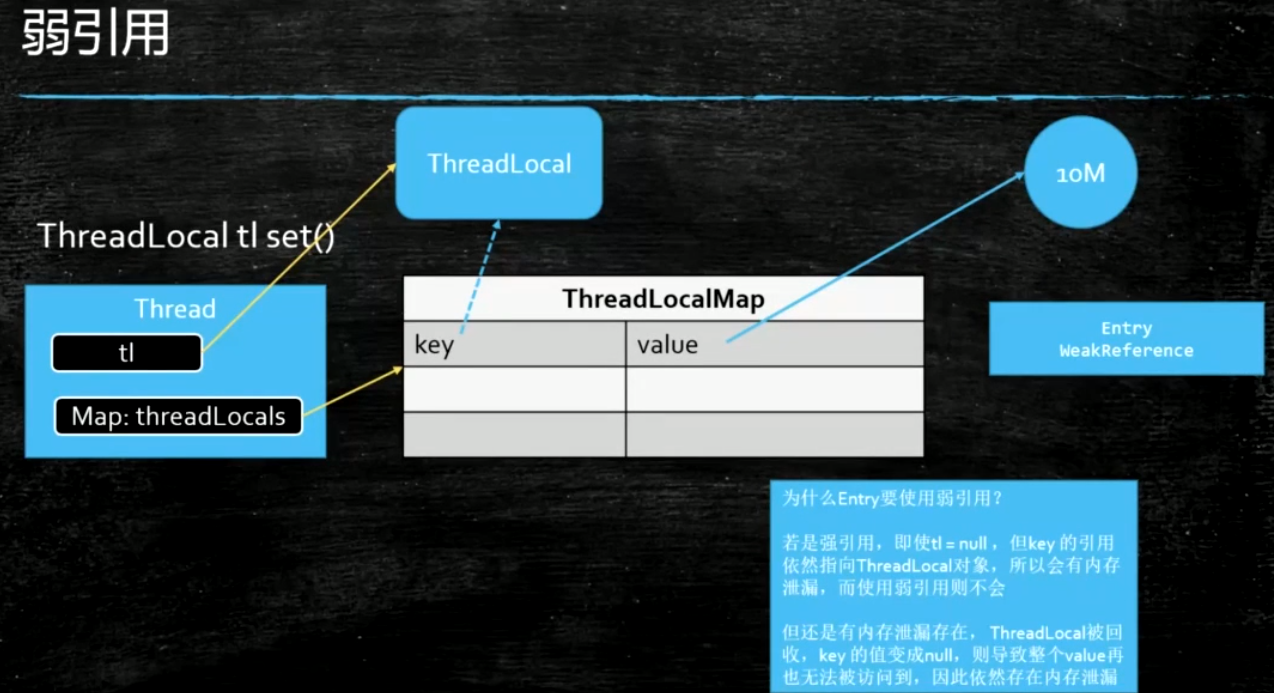 弱引用
ThreadLocal
10M
ThreadLocal tl set()
Thread
tl
Map: threadLocals
ThreadLocalMap
key
value
Entry
WeakReference
为什么Entry要使用弱引用？
若是强引用，即使tl = null ，但key 的引用
依然指向ThreadLocal对象，所以会有内存
泄漏，而使用弱引用则不会
但还是有内存泄漏存在， ThreadLocal被回
收，key 的值变成null，则导致整个value再
也无法被访问到，因此依然存在内存泄漏